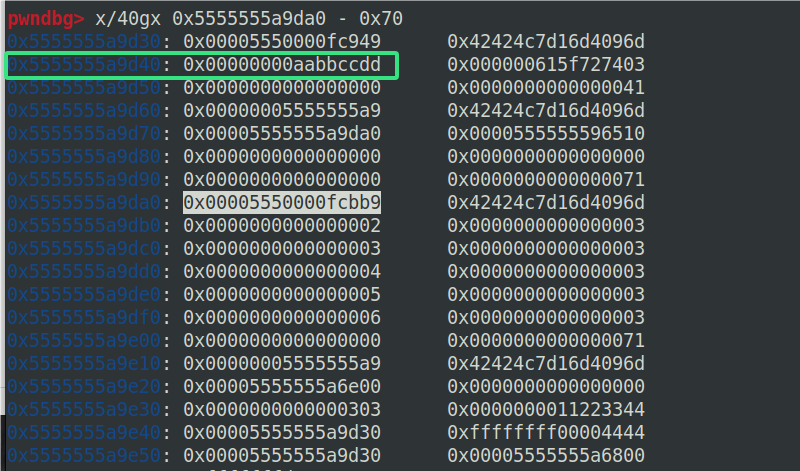 pwndbg> x/40gx 0x5555555a9da0 - 0x70
0x5555555a9d30: 0x00005550000fc949 0x42424c7d16d4096d
0x5555555a9d40: 0x00000000aabbccdd 0x000000615f727403
0x5555555a9d50: 0x0000000000000000 0x0000000000000041
0x5555555a9d60: 0x00000005555555a9 0x42424c7d16d4096d
0x5555555a9d70: 0x00005555555a9da0 0x0000555555596510
0x5555555a9d80: 0x0000000000000000 0x0000000000000000
0x5555555a9d90: 0x0000000000000000 0x0000000000000071
0x5555555a9da0: 0x00005550000fcbb9 0x42424c7d16d4096d
0x5555555a9db0: 0x0000000000000002 0x0000000000000003
0x5555555a9dc0: 0x0000000000000003 0x0000000000000003
0x5555555a9dd0: 0x0000000000000004 0x0000000000000003
0x5555555a9de0: 0x0000000000000005 0x0000000000000003
0x5555555a9df0: 0x0000000000000006 0x0000000000000003
0x5555555a9e00: 0x0000000000000000 0x0000000000000071
0x5555555a9e10: 0x00000005555555a9 0x42424c7d16d4096d
0x5555555a9e20: 0x00005555555a6e00 0x0000000000000000
0x5555555a9e30: 0x0000000000000303 0x0000000011223344
0x5555555a9e40: 0x00005555555a9d30 0xffffffff00004444
0x5555555a9e50: 0x00005555555a9d30 0x00005555555a6800